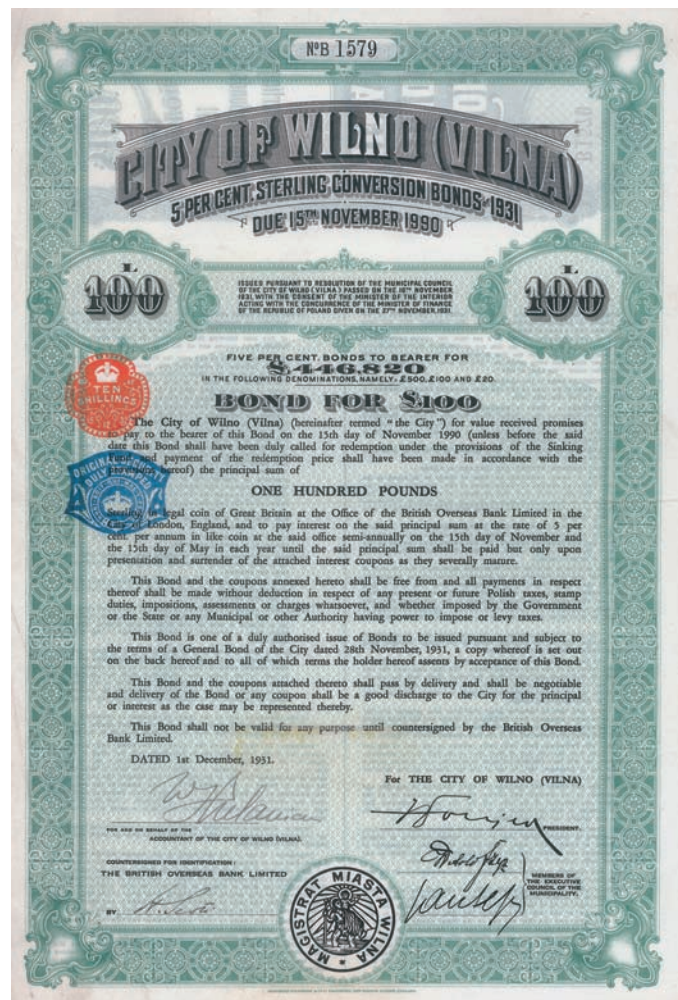 NºB 1579
CITY OF WILNO (VILNA)
5 PER CENT. STERLING CONVERSION BONDS OF 1931
DUE 15TH NOVEMBER 1990
L
100
L
100
ISSUED PURSUANT TO RESOLUTION OF THE MUNICIPAL COUNCIL
OF THE CITY OF WILNO (VILNA) PASSED ON THE 16TH NOVEMBER
1931, WITH THE CONSENT OF THE MINISTER OF THE INTERIOR
ACTING WITH THE CONCURRENCE OF THE MINISTER OF FINANCE
OF THE REPUBLIC OF POLAND GIVEN ON THE 27TH NOVEMBER, 1931.
FIVE PER CENT. BONDS TO BEARER FOR
£446,820
IN THE FOLLOWING DENOMINATIONS, NAMELY: £500, £100 AND £20.
BOND FOR £100
TEN
SHILLINGS
The City of Wilno (Vilna) (hereinafter termed "the City") for value received promises
to pay to the bearer of this Bond on the 15th day of November 1990 (unless before the said
date this Bond shall have been duly called for redemption under the provisions of the Sinking
Fund and payment of the redemption price shall have been made in accordance with the
provisions hereof) the principal sum of
ORIGINAL
DULY STAMPED
ONE HUNDRED POUNDS
Sterling in legal coin of Great Britain at the Office of the British Overseas Bank Limited in the
City of London, England, and to pay interest on the said principal sum at the rate of 5 per
cent. per annum in like coin at the said office semi-annually on the 15th day of November and
the 15th day of May in each year until the said principal sum shall be paid but only upon
presentation and surrender of the attached interest coupons as they severally mature.
This Bond and the coupons annexed hereto shall be free from and all payments in respect
thereof shall be made without deduction in respect of any present or future Polish taxes, stamp
duties, impositions, assessments or charges whatsoever, and whether imposed by the Government
or the State or any Municipal or other Authority having power to impose or levy taxes.
This Bond is one of a duly authorised issue of Bonds to be issued pursuant and subject to
the terms of a General Bond of the City dated 28th November, 1931, a copy whereof is set out
on the back hereof and to all of which terms the holder hereof assents by acceptance of this Bond.
This Bond and the coupons attached thereto shall pass by delivery and shall be negotiable
and delivery of the Bond or any coupon shall be a good discharge to the City for the principal
or interest as the case may be represented thereby.
This Bond shall not be valid for any purpose until countersigned by the British Overseas
Bank Limited.
DATED 1st December, 1931.
For THE CITY OF WILNO (VILNA)
PRESIDENT.
FOR AND ON BEHALF OF THE
ACCOUNTANT OF THE CITY OF WILNO (VILNA).
COUNTERSIGNED FOR IDENTIFICATION:
THE BRITISH OVERSEAS BANK LIMITED
BY
MEMBERS OF
THE EXECUTIVE
COUNCIL OF THE
MUNICIPALITY.
MAGISTRAT MIASTA WILNA